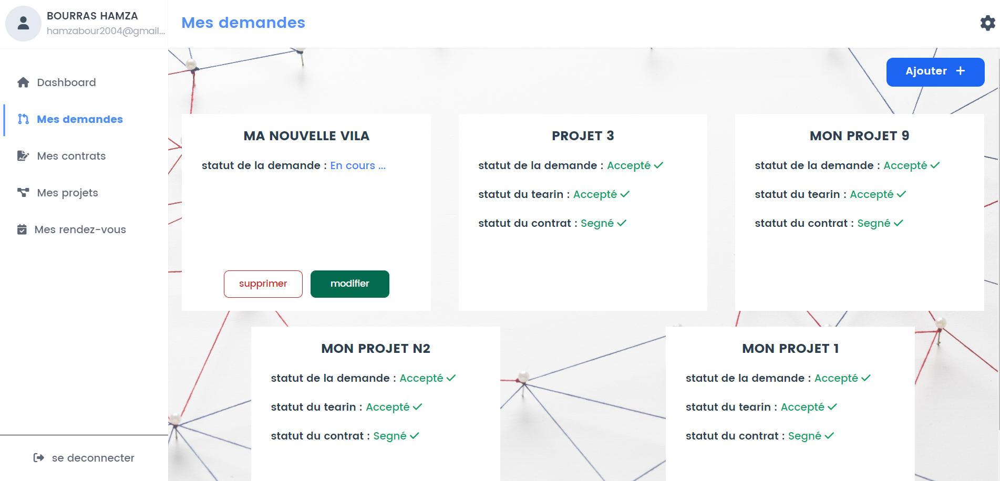 BOURRAS HAMZA
hamzabour2004@gmail...
Mes demandes
Dashboard
Mes demandes
Mes contrats
Mes projets
Mes rendez-vous
se deconnecter
Ajouter +
MA NOUVELLE VILA
statut de la demande : En cours ...
supprimer
modifier
PROJET 3
statut de la demande : Accepté
statut du tearin : Accepté
statut du contrat : Segné
MON PROJET 9
statut de la demande : Accepté
statut du tearin : Accepté
statut du contrat : Segné
MON PROJET N2
statut de la demande : Accepté
statut du tearin : Accepté
statut du contrat : Segné
MON PROJET 1
statut de la demande : Accepté
statut du tearin : Accepté
statut du contrat : Segné